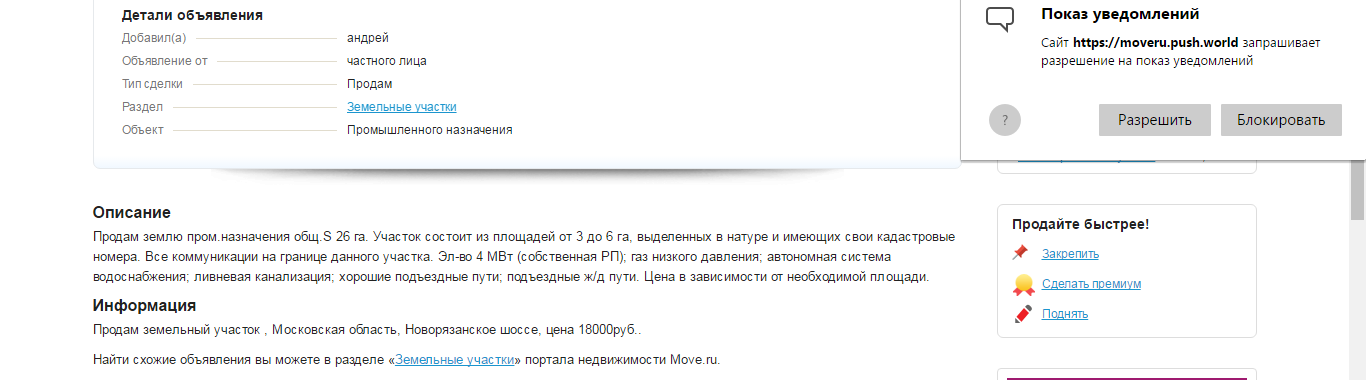 Детали объявления
Добавил(а) андрей
Объявление от частного лица
Тип сделки Продам
Раздел Земельные участки
Объект Промышленного назначения
Описание
Продам землю пром.назначения общ.S 26 га. Участок состоит из площадей от 3 до 6 га, выделенных в натуре и имеющих свои кадастровые
номера. Все коммуникации на границе данного участка. Эл-во 4 МВт (собственная РП); газ низкого давления; автономная система
водоснабжения; ливневая канализация; хорошие подъездные пути; подъездные ж/д пути. Цена в зависимости от необходимой площади.
Информация
Продам земельный участок , Московская область, Новорязанское шоссе, цена 18000руб..
Найти схожие объявления вы можете в разделе «Земельные участки» портала недвижимости Move.ru.
Показ уведомлений
Сайт https://moveru.push.world запрашивает
разрешение на показ уведомлений
? Разрешить Блокировать
Продайте быстрее!
Закрепить
Сделать премиум
Поднять